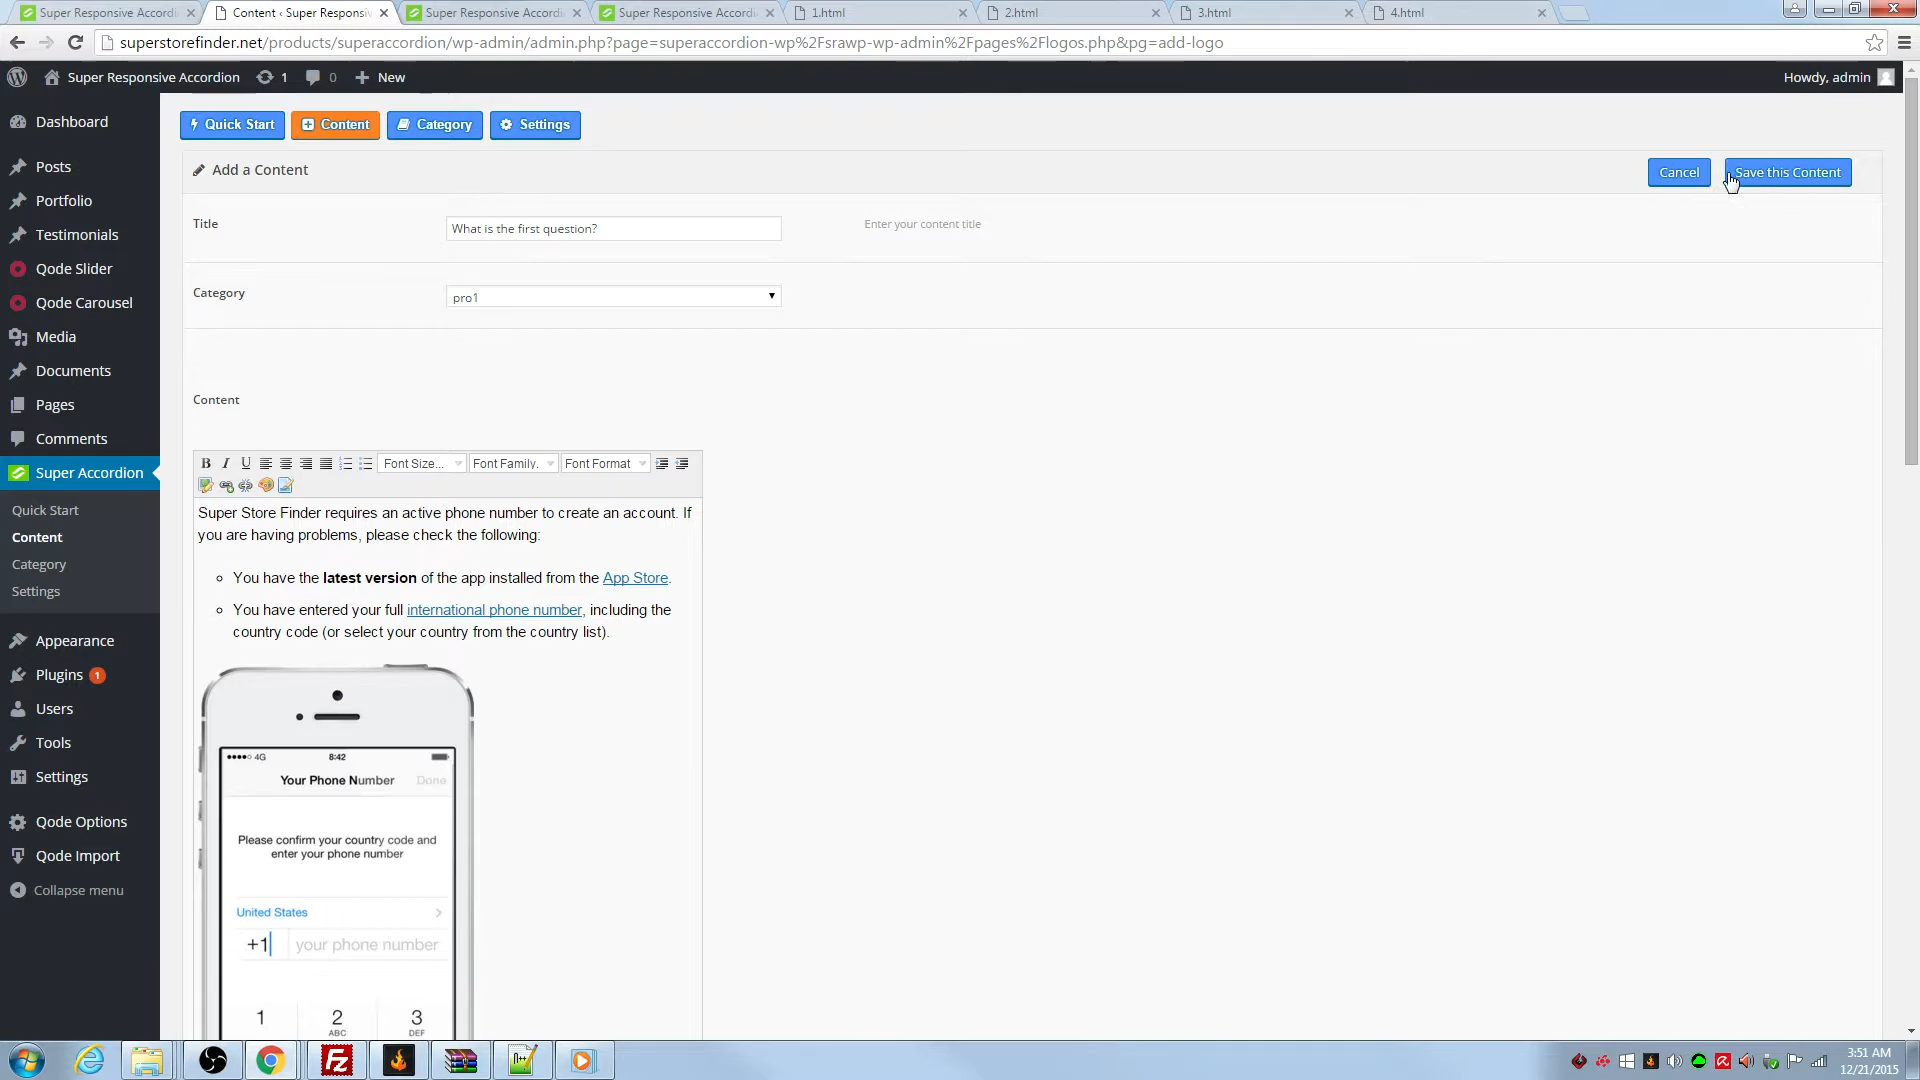 Super Responsive Accordi
Content ‹ Super Responsiv
Super Responsive Accordi
Super Responsive Accordi
1.html
2.html
3.html
4.html
superstorefinder.net/products/superaccordion/wp-admin/admin.php?page=superaccordion-wp%2Fsrawp-wp-admin%2Fpages%2Flogos.php&pg=add-logo
Super Responsive Accordion
1
0
New
Howdy, admin
Dashboard
Posts
Portfolio
Testimonials
Qode Slider
Qode Carousel
Media
Documents
Pages
Comments
Super Accordion
Quick Start
Content
Category
Settings
Appearance
Plugins 1
Users
Tools
Settings
Qode Options
Qode Import
Collapse menu
Quick Start
Content
Category
Settings
Add a Content
Cancel
Save this Content
Title
What is the first question?
Enter your content title
Category
pro1
Content
B I U
Font Size...
Font Family.
Font Format
Super Store Finder requires an active phone number to create an account. If
you are having problems, please check the following:
You have the latest version of the app installed from the App Store.
You have entered your full international phone number, including the
country code (or select your country from the country list).
4G
8:42
Your Phone Number
Done
Please confirm your country code and
enter your phone number
United States
+1
your phone number
1
2
3
ABC
DEF
Fz
3:51 AM
12/21/2015